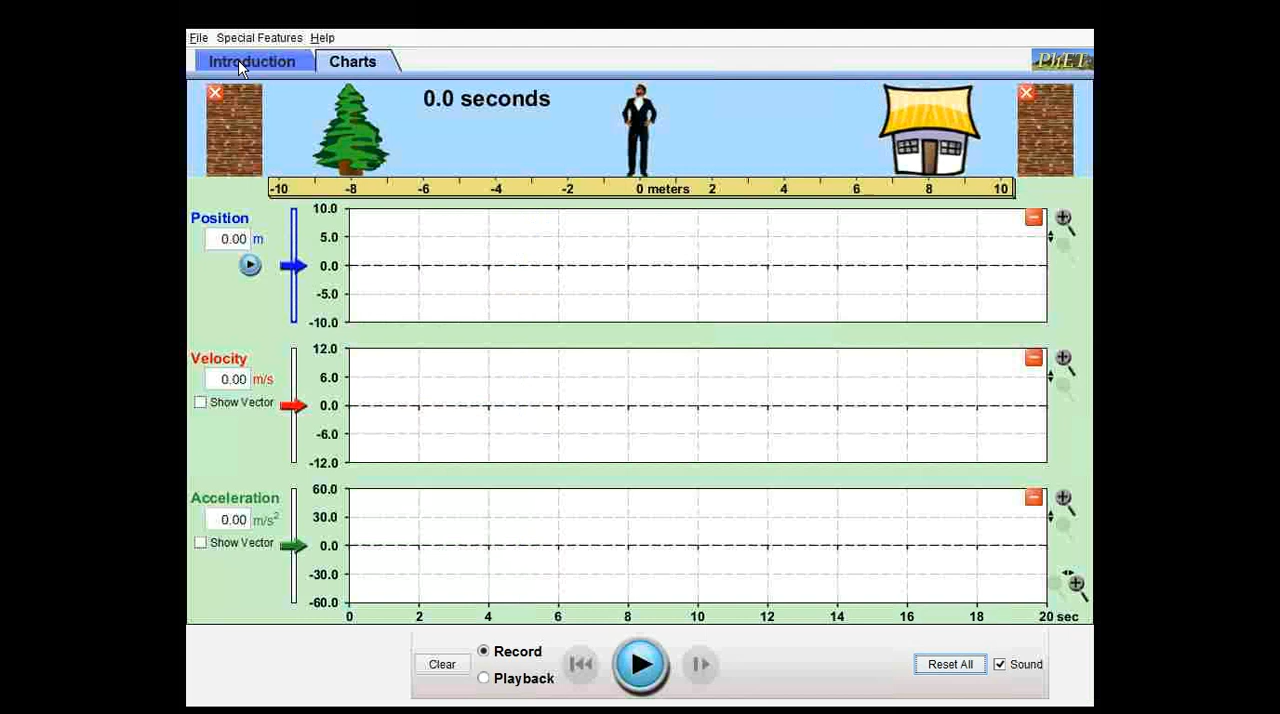 File Special Features Help
Introduction Charts PhET
0.0 seconds
-10 -8 -6 -4 -2 0 meters 2 4 6 8 10
Position
0.00 m
10.0
5.0
0.0
-5.0
-10.0
Velocity
0.00 m/s
Show Vector
12.0
6.0
0.0
-6.0
-12.0
Acceleration
0.00 m/s²
Show Vector
60.0
30.0
0.0
-30.0
-60.0
0 2 4 6 8 10 12 14 16 18 20 sec
Clear
Record
Playback
Reset All
Sound